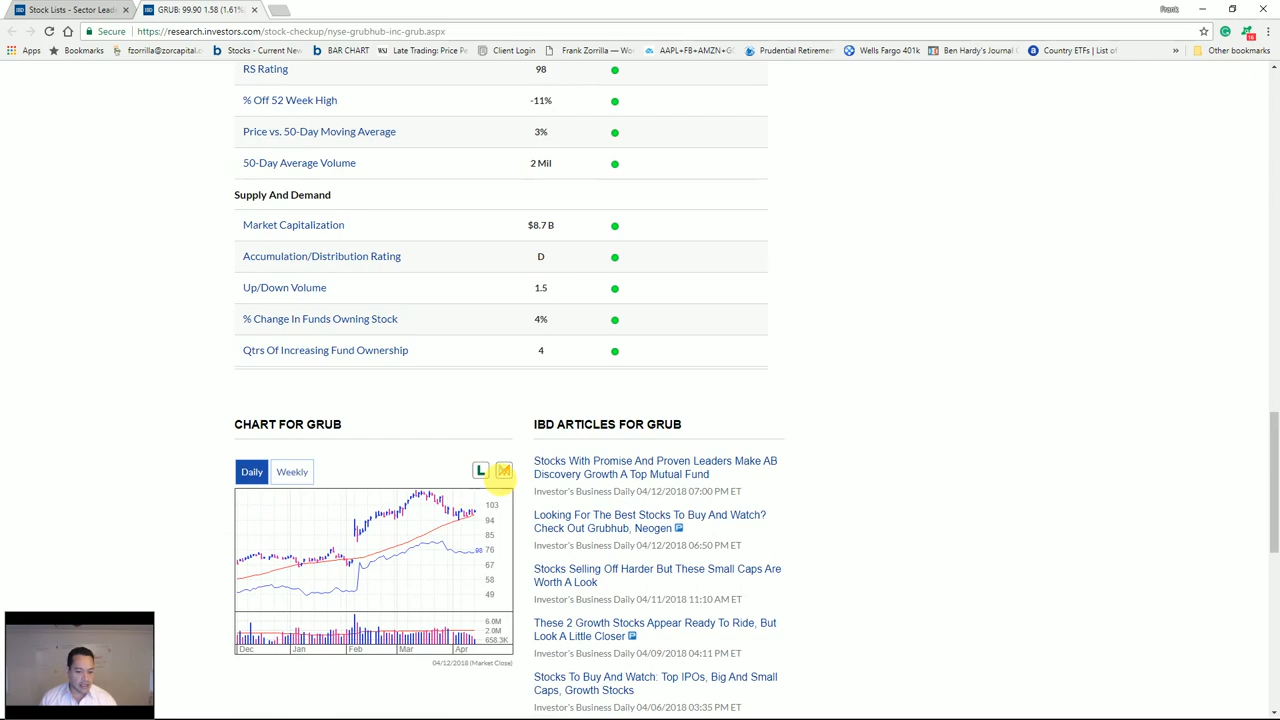 Stock Lists - Sector Lead
GRUB: 99.90 1.58 (1.61%
Frank
Secure
https://research.investors.com/stock-checkup/nyse-grubhub-inc-grub.aspx
Apps
Bookmarks
fzorrilla@zorcapital.c
Stocks - Current New
BAR CHART
Late Trading: Price Pe
Client Login
Frank Zorrilla — Wo
AAPL+FB+AMZN+G
Prudential Retiremen
Wells Fargo 401k
Ben Hardy's Journal
Country ETFs | List of
»
Other bookmarks
RS Rating 98
% Off 52 Week High -11%
Price vs. 50-Day Moving Average 3%
50-Day Average Volume 2 Mil
Supply And Demand
Market Capitalization $8.7 B
Accumulation/Distribution Rating D
Up/Down Volume 1.5
% Change In Funds Owning Stock 4%
Qtrs Of Increasing Fund Ownership 4
CHART FOR GRUB
Daily
Weekly
L
103
94
85
98
76
67
58
49
6.0M
2.0M
658.3K
Dec
Jan
Feb
Mar
Apr
04/12/2018 (Market Close)
IBD ARTICLES FOR GRUB
Stocks With Promise And Proven Leaders Make AB
Discovery Growth A Top Mutual Fund
Investor's Business Daily 04/12/2018 07:00 PM ET
Looking For The Best Stocks To Buy And Watch?
Check Out Grubhub, Neogen
Investor's Business Daily 04/12/2018 06:50 PM ET
Stocks Selling Off Harder But These Small Caps Are
Worth A Look
Investor's Business Daily 04/11/2018 11:10 AM ET
These 2 Growth Stocks Appear Ready To Ride, But
Look A Little Closer
Investor's Business Daily 04/09/2018 04:11 PM ET
Stocks To Buy And Watch: Top IPOs, Big And Small
Caps, Growth Stocks
Investor's Business Daily 04/06/2018 03:35 PM ET